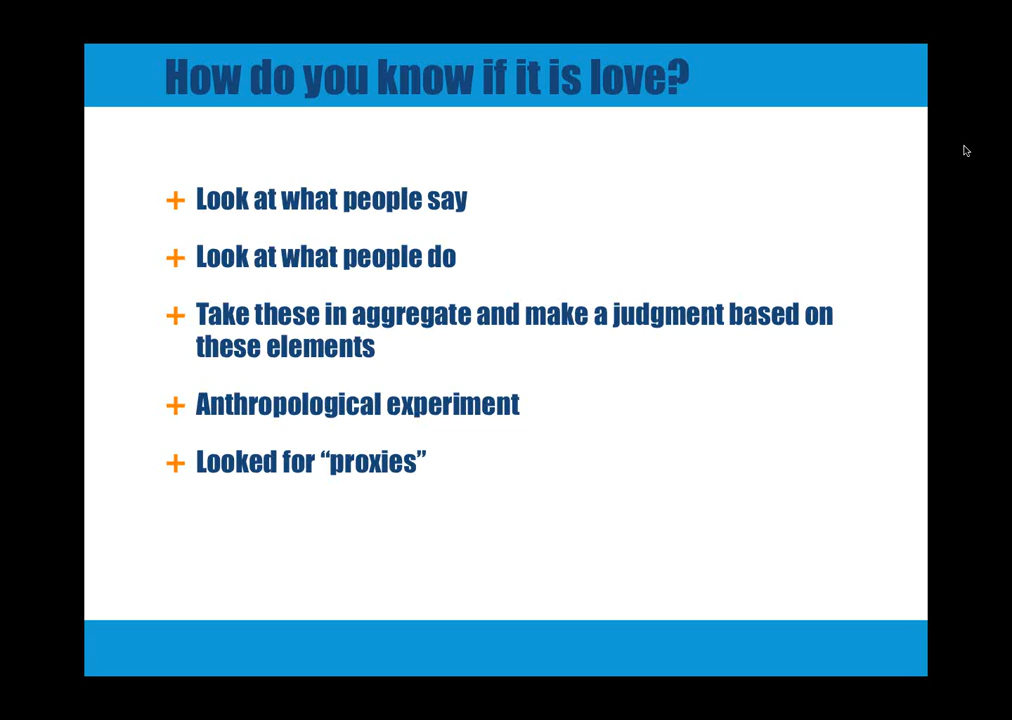 How do you know if it is love?
+ Look at what people say
+ Look at what people do
+ Take these in aggregate and make a judgment based on
these elements
+ Anthropological experiment
+ Looked for “proxies”